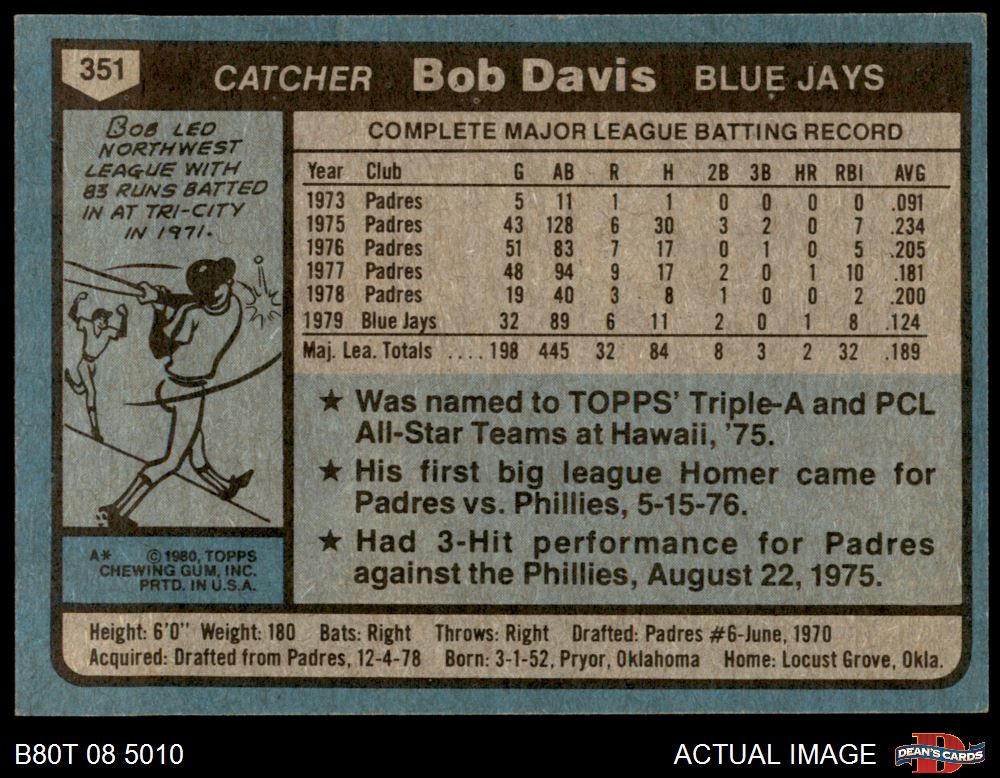 351 CATCHER Bob Davis BLUE JAYS
BOB LED
NORTHWEST
LEAGUE WITH
83 RUNS BATTED
IN AT TRI-CITY
IN 1971.
A* © 1980, TOPPS
CHEWING GUM, INC.
PRTD. IN U.S.A.
COMPLETE MAJOR LEAGUE BATTING RECORD
Year Club G AB R H 2B 3B HR RBI AVG
1973 Padres 5 11 1 1 0 0 0 0 .091
1975 Padres 43 128 6 30 3 2 0 7 .234
1976 Padres 51 83 7 17 0 1 0 5 .205
1977 Padres 48 94 9 17 2 0 1 10 .181
1978 Padres 19 40 3 8 1 0 0 2 .200
1979 Blue Jays 32 89 6 11 2 0 1 8 .124
Maj. Lea. Totals .... 198 445 32 84 8 3 2 32 .189
★ Was named to TOPPS' Triple-A and PCL
All-Star Teams at Hawaii, '75.
★ His first big league Homer came for
Padres vs. Phillies, 5-15-76.
★ Had 3-Hit performance for Padres
against the Phillies, August 22, 1975.
Height: 6'0" Weight: 180 Bats: Right Throws: Right Drafted: Padres #6-June, 1970
Acquired: Drafted from Padres, 12-4-78 Born: 3-1-52, Pryor, Oklahoma Home: Locust Grove, Okla.
B80T 08 5010 ACTUAL IMAGE D DEAN'S CARDS